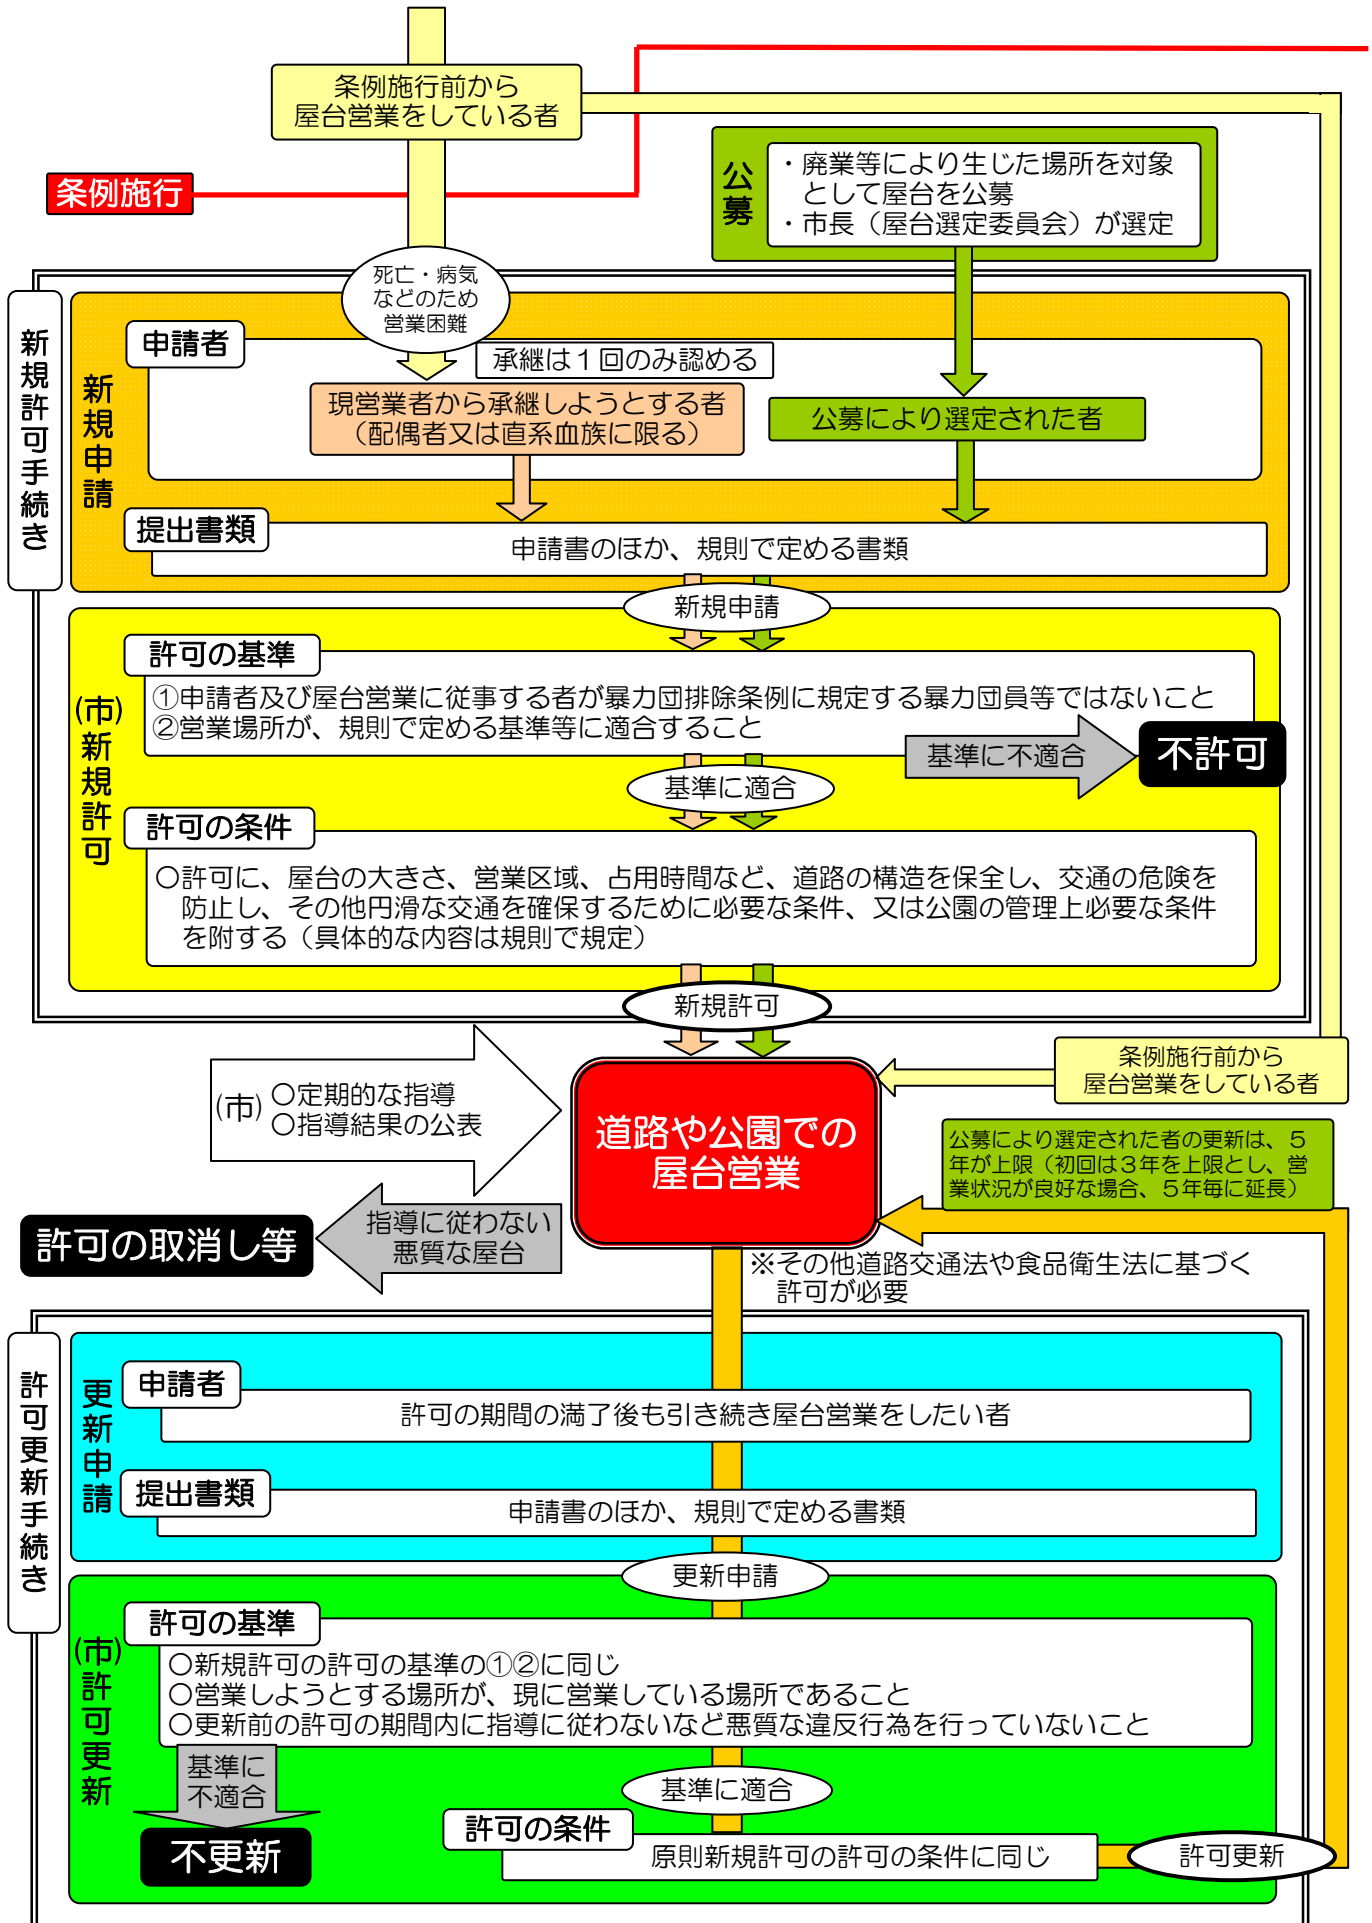 条例施行前から
屋台営業をしている者
条例施行
公募
・廃業等により生じた場所を対象
として屋台を公募
・市長（屋台選定委員会）が選定
死亡・病気
などのため
営業困難
新規許可手続き
新規申請
申請者
承継は１回のみ認める
現営業者から承継しようとする者
（配偶者又は直系血族に限る）
公募により選定された者
提出書類
申請書のほか、規則で定める書類
新規申請
(市)新規許可
許可の基準
①申請者及び屋台営業に従事する者が暴力団排除条例に規定する暴力団員等ではないこと
②営業場所が、規則で定める基準等に適合すること
基準に不適合
不許可
基準に適合
許可の条件
○許可に、屋台の大きさ、営業区域、占用時間など、道路の構造を保全し、交通の危険を
防止し、その他円滑な交通を確保するために必要な条件、又は公園の管理上必要な条件
を附する（具体的な内容は規則で規定）
新規許可
(市)
○定期的な指導
○指導結果の公表
道路や公園での
屋台営業
条例施行前から
屋台営業をしている者
公募により選定された者の更新は、５
年が上限（初回は３年を上限とし、営
業状況が良好な場合、５年毎に延長）
許可の取消し等
指導に従わない
悪質な屋台
※その他道路交通法や食品衛生法に基づく
許可が必要
許可更新手続き
更新申請
申請者
許可の期間の満了後も引き続き屋台営業をしたい者
提出書類
申請書のほか、規則で定める書類
更新申請
(市)許可更新
許可の基準
○新規許可の許可の基準の①②に同じ
○営業しようとする場所が、現に営業している場所であること
○更新前の許可の期間内に指導に従わないなど悪質な違反行為を行っていないこと
基準に
不適合
不更新
基準に適合
許可の条件
原則新規許可の許可の条件に同じ
許可更新